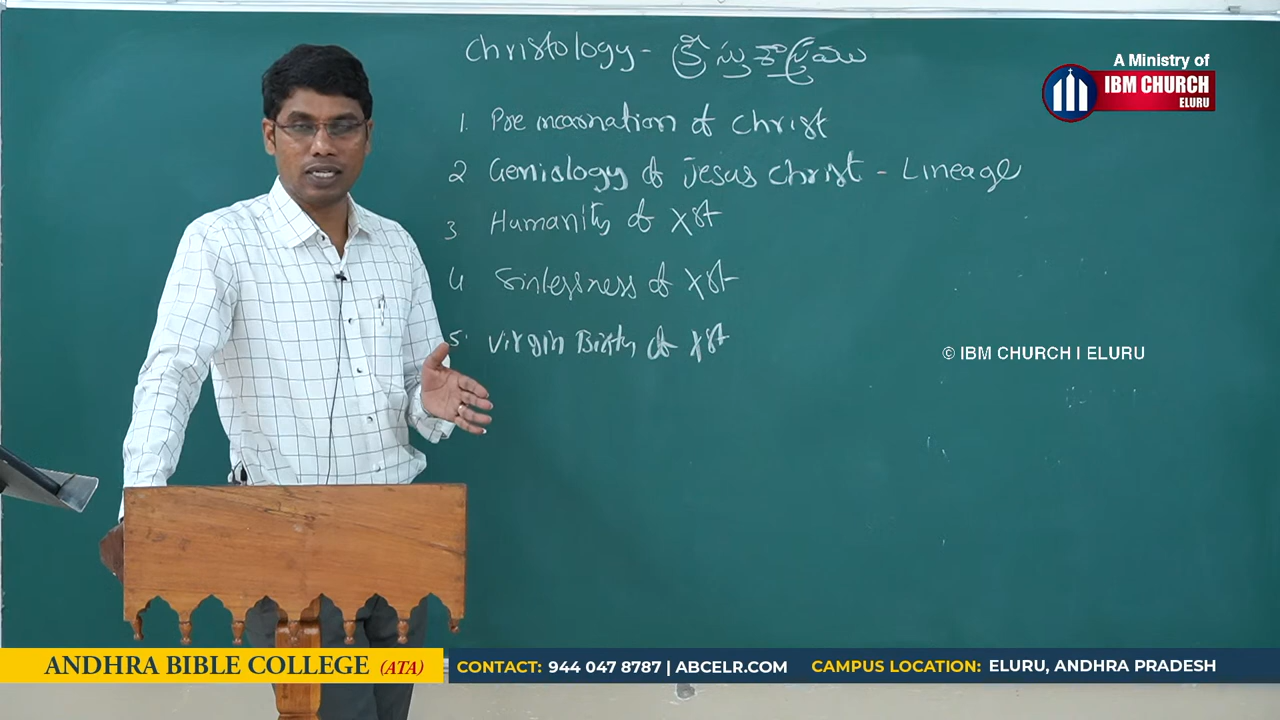 Christology - క్రీస్తుశాస్త్రము
1. Pre incarnation of Christ
2 Geniology of Jesus Christ - Lineage
3 Humanity of Xst
4 Sinlessness of Xst
5. Virgin Birth of Xst
A Ministry of
IBM CHURCH
ELURU
© IBM CHURCH I ELURU
ANDHRA BIBLE COLLEGE (ATA)
CONTACT: 944 047 8787 | ABCELR.COM CAMPUS LOCATION: ELURU, ANDHRA PRADESH